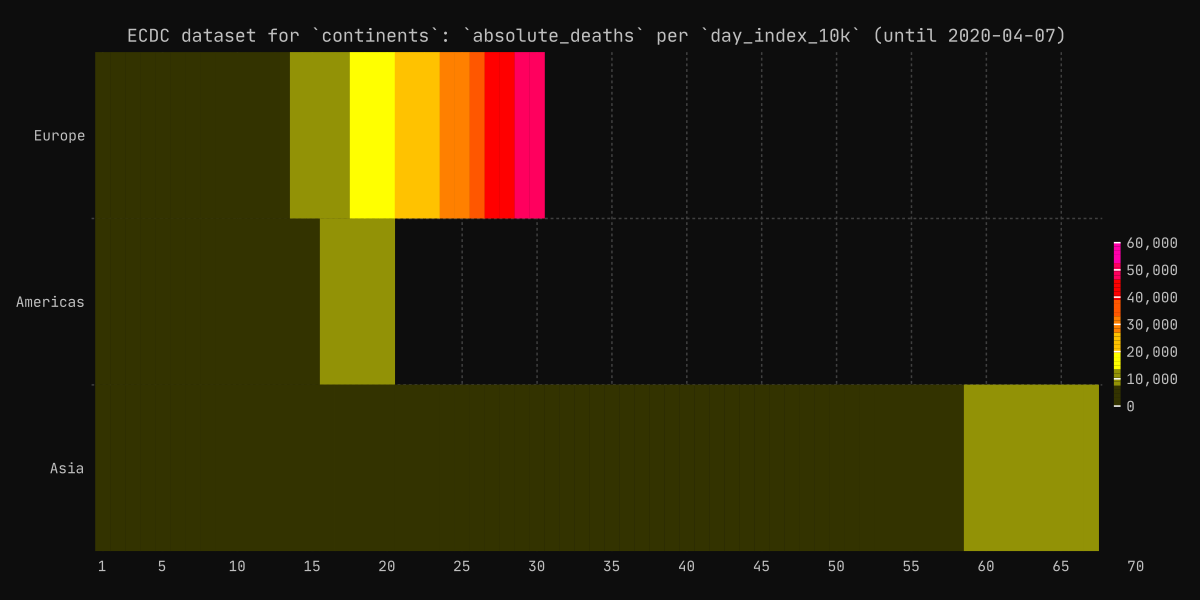 ECDC dataset for `continents`: `absolute_deaths` per `day_index_10k` (until 2020-04-07)
Europe
Americas
Asia
60,000
50,000
40,000
30,000
20,000
10,000
0
1 5 10 15 20 25 30 35 40 45 50 55 60 65 70